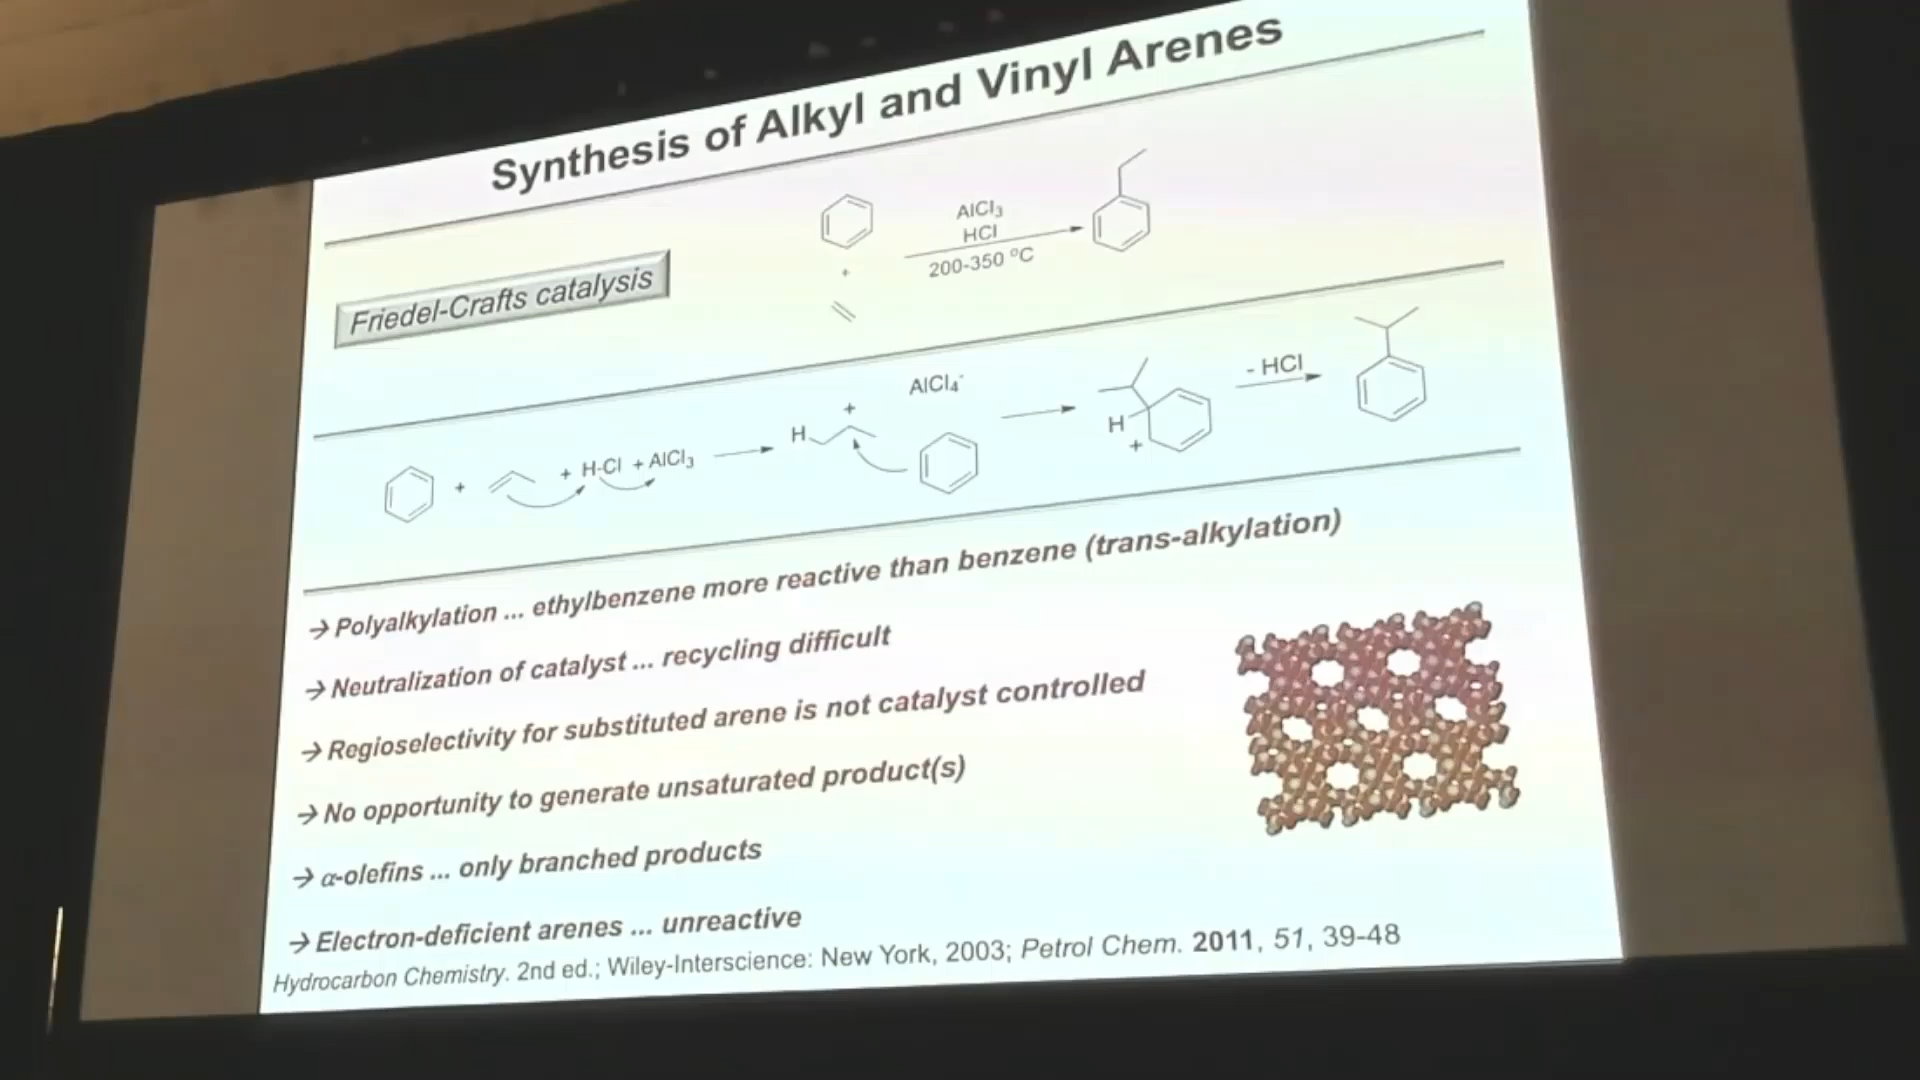 Synthesis of Alkyl and Vinyl Arenes
Friedel-Crafts catalysis
+
AlCl₃
HCl
200-350 °C
+
+ H-Cl + AlCl₃
H
+
AlCl₄⁻
H
+
- HCl
→ Polyalkylation ... ethylbenzene more reactive than benzene (trans-alkylation)
→ Neutralization of catalyst ... recycling difficult
→ Regioselectivity for substituted arene is not catalyst controlled
→ No opportunity to generate unsaturated product(s)
→ α-olefins ... only branched products
→ Electron-deficient arenes ... unreactive
Hydrocarbon Chemistry. 2nd ed.; Wiley-Interscience: New York, 2003; Petrol Chem. 2011, 51, 39-48